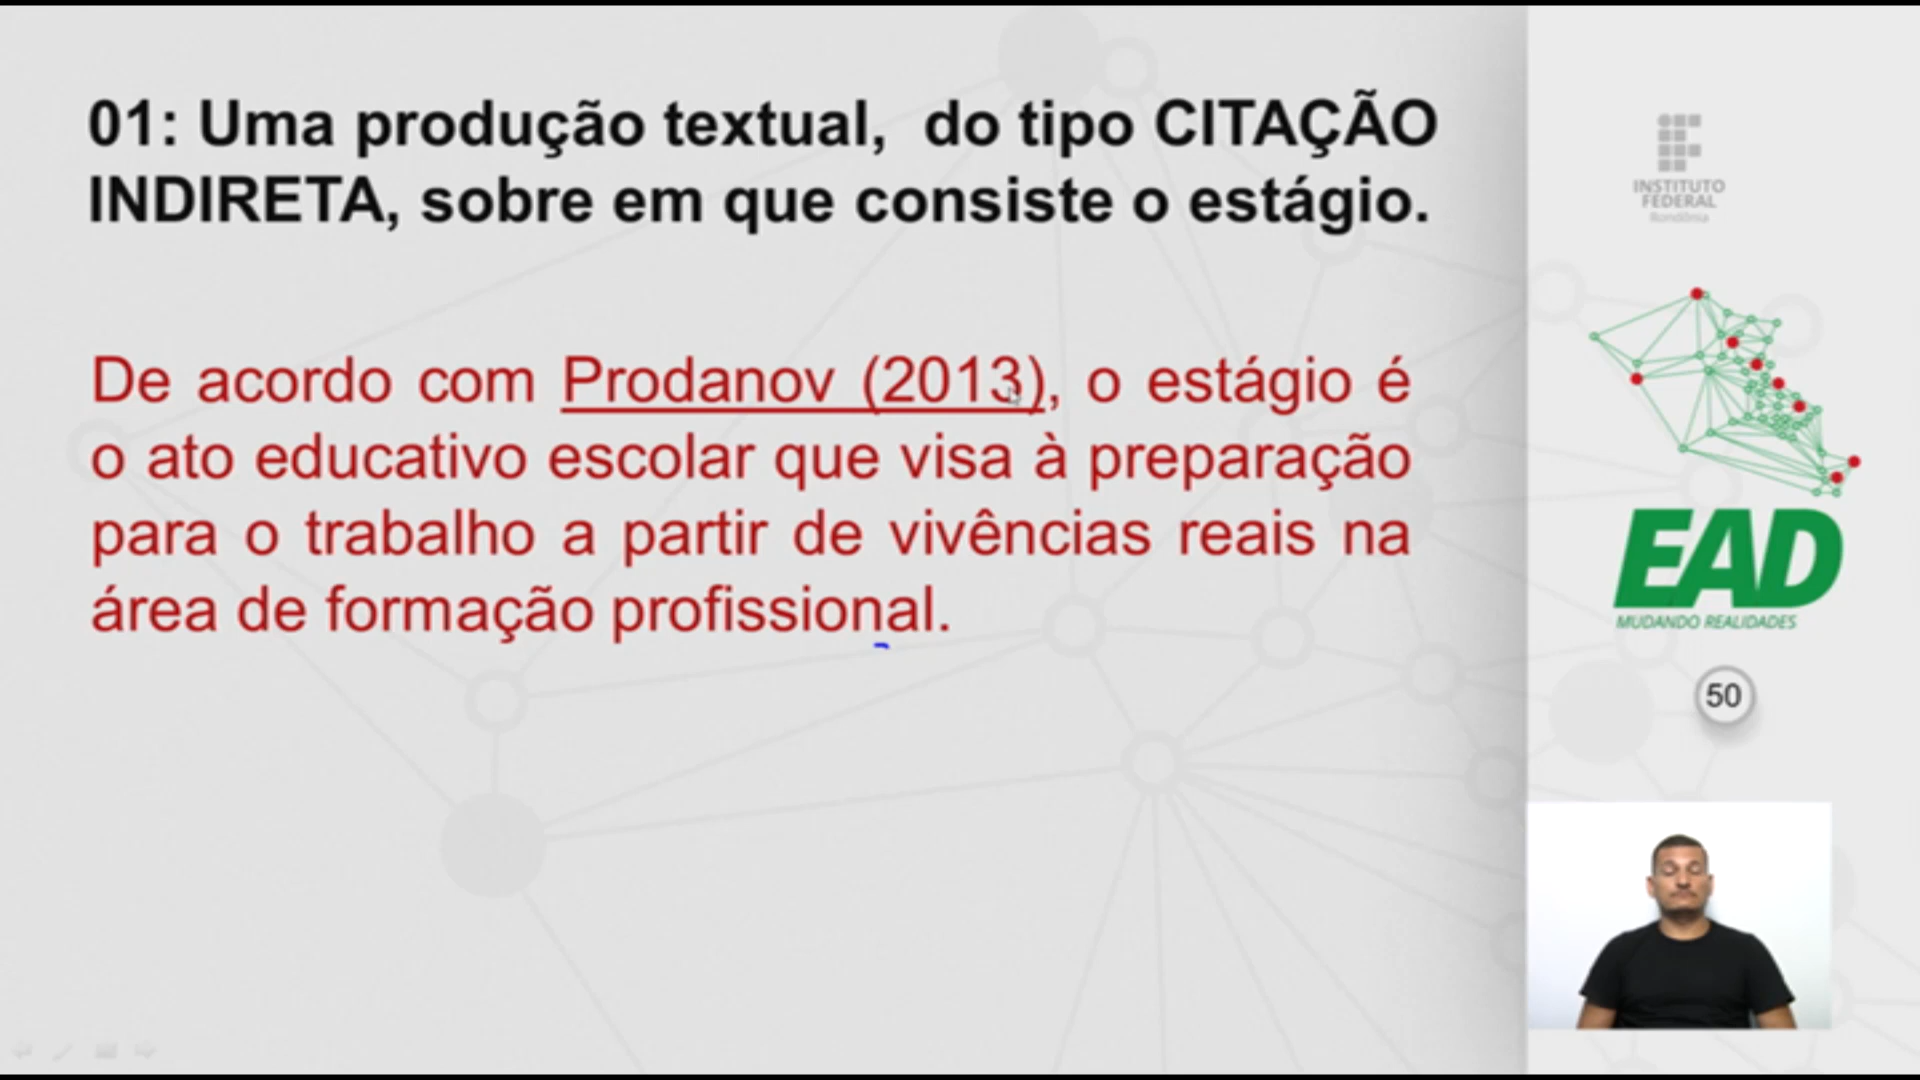 01: Uma produção textual, do tipo CITAÇÃO
INDIRETA, sobre em que consiste o estágio.
De acordo com Prodanov (2013), o estágio é
o ato educativo escolar que visa à preparação
para o trabalho a partir de vivências reais na
área de formação profissional.
INSTITUTO
FEDERAL
Rondônia
EAD
MUDANDO REALIDADES
50